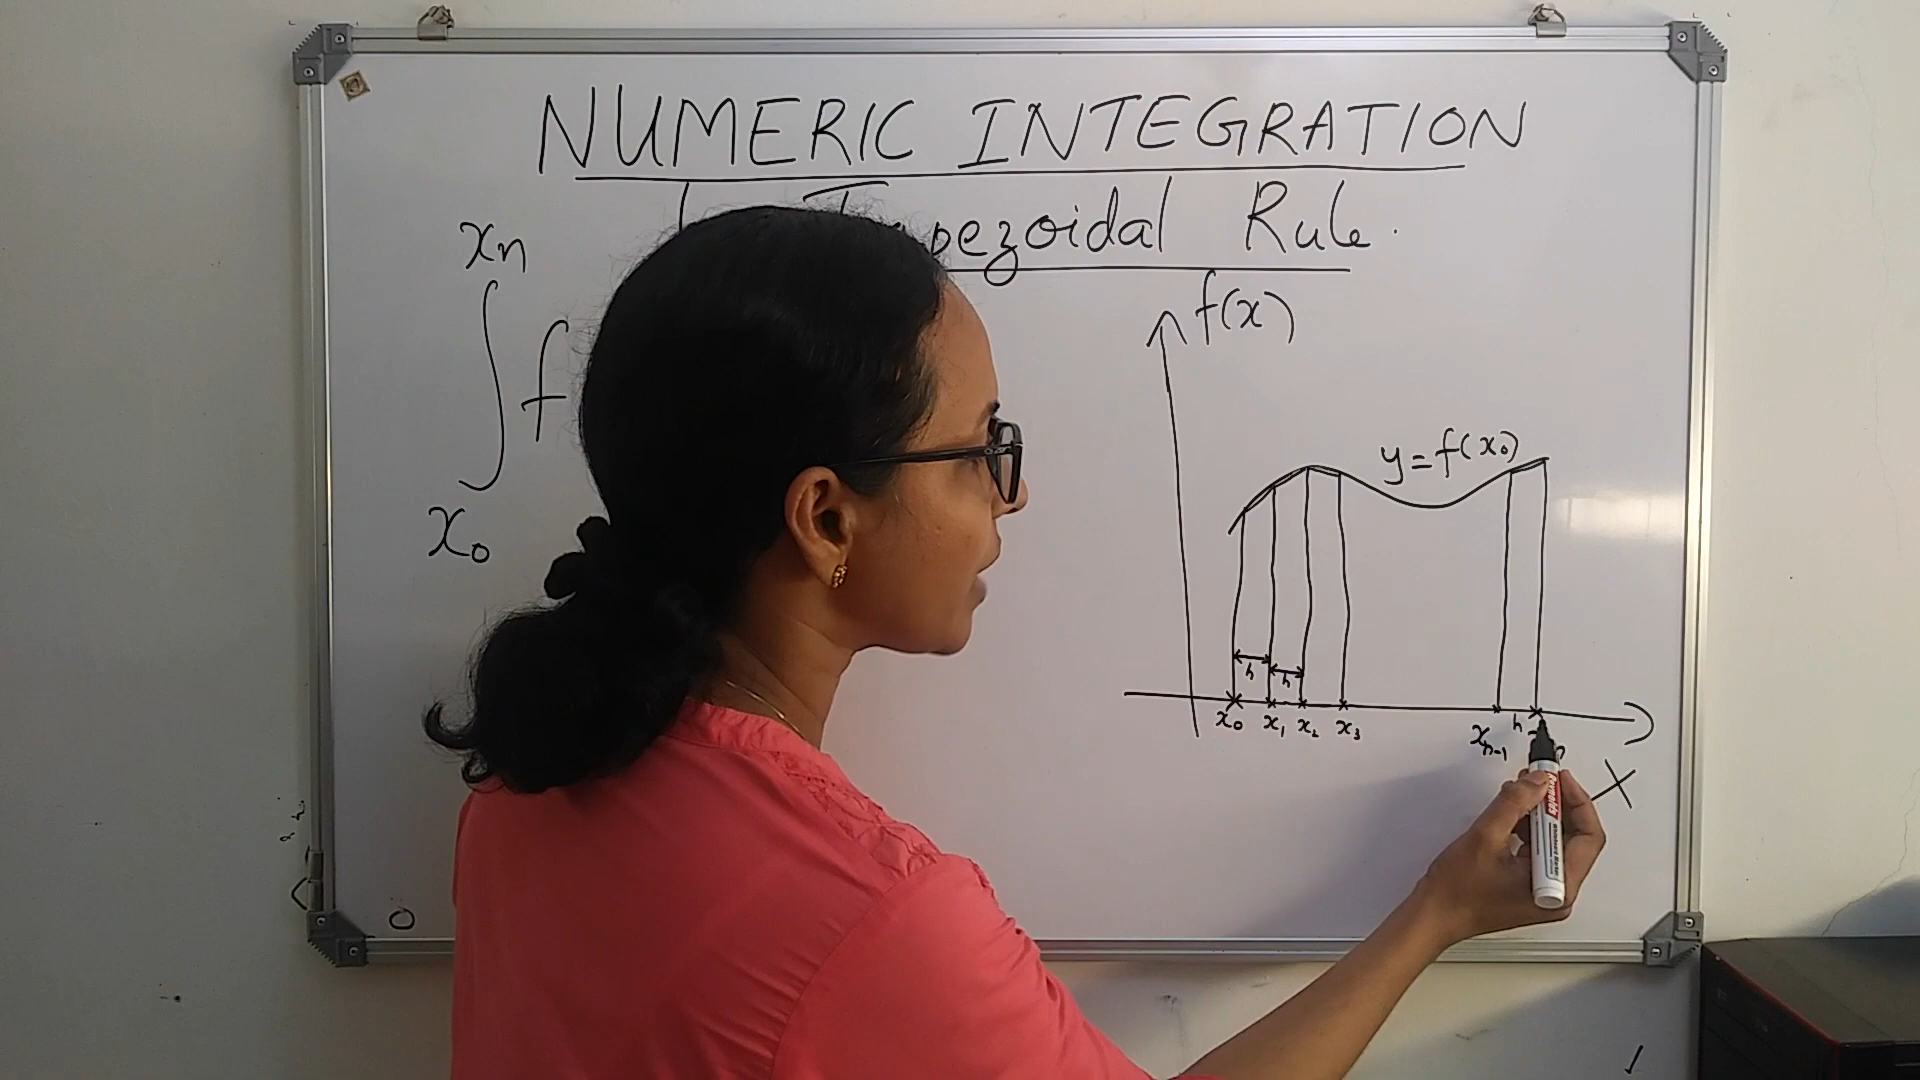 NUMERIC INTEGRATION
Rule.
xn
∫ f
x0
f(x)
y=f(x0)
h h
x0 x1 x2 x3 xn-1 h
X